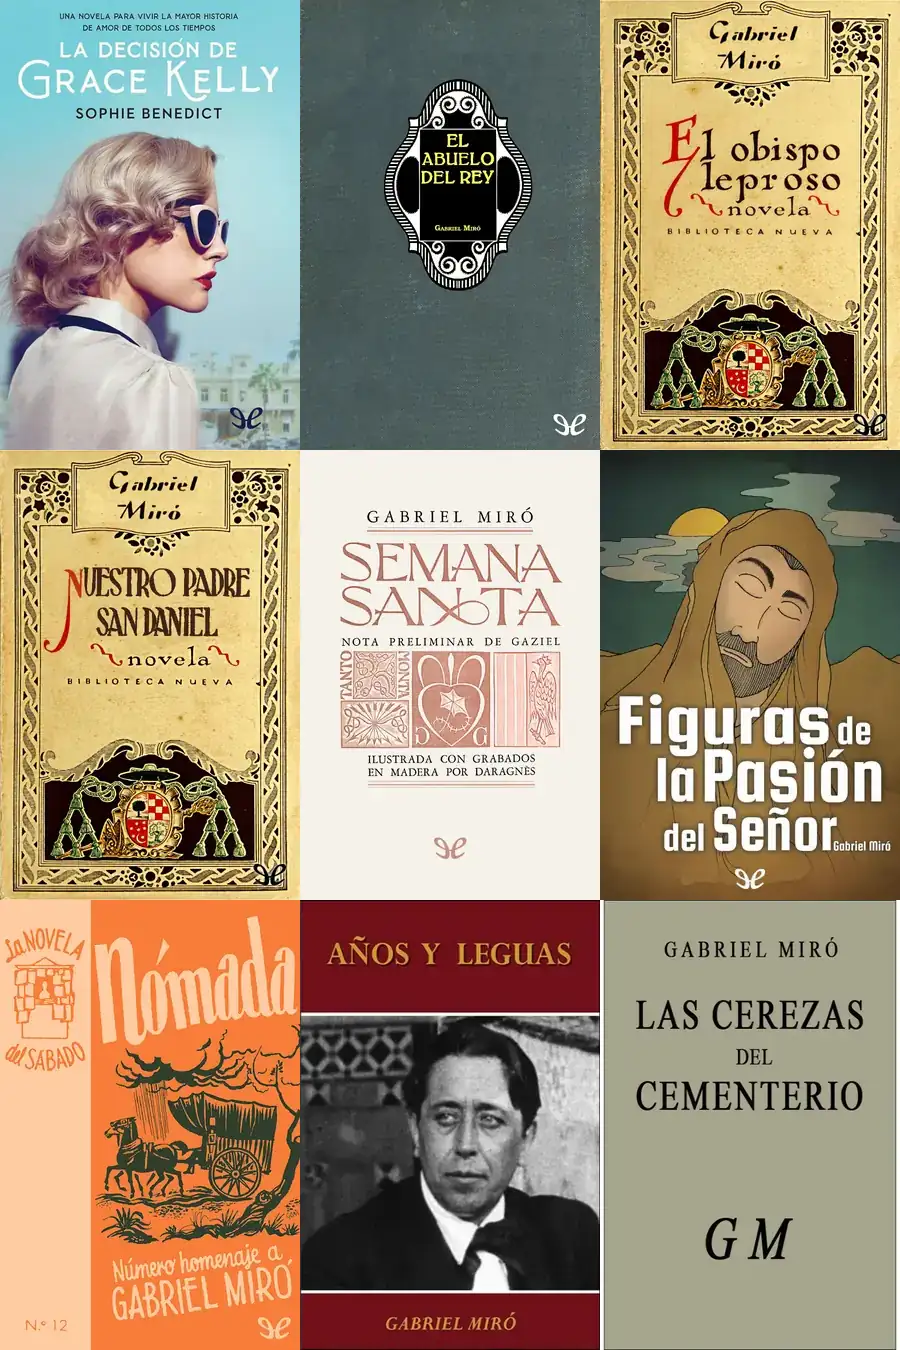 UNA NOVELA PARA VIVIR LA MAYOR HISTORIA
DE AMOR DE TODOS LOS TIEMPOS
LA DECISIÓN DE
GRACE KELLY
SOPHIE BENEDICT
EL
ABUELO
DEL REY
GABRIEL MIRÓ
Gabriel
Miró
El obispo
leproso
novela
BIBLIOTECA NUEVA
Gabriel
Miró
NUESTRO PADRE
SAN DANIEL
novela
BIBLIOTECA NUEVA
GABRIEL MIRÓ
SEMANA
SANTA
NOTA PRELIMINAR DE GAZIEL
TANTO
MONTA
ILUSTRADA CON GRABADOS
EN MADERA POR DARAGNÈS
Figuras de
la Pasión
del Señor
Gabriel Miró
La NOVELA
del SÁBADO
Nómada
Número homenaje a
GABRIEL MIRÓ
N.º 12
AÑOS Y LEGUAS
GABRIEL MIRÓ
GABRIEL MIRÓ
LAS CEREZAS
DEL
CEMENTERIO
G M